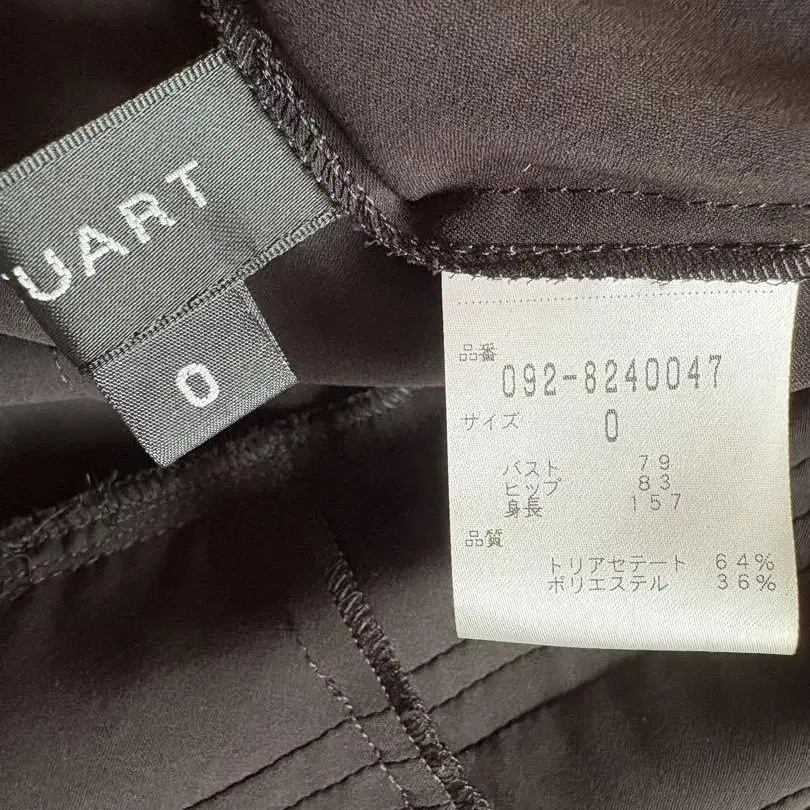 UART
0
品番
092-8240047
サイズ 0
バスト 79
ヒップ 83
身長 157
品質
トリアセテート 64%
ポリエステル 36%